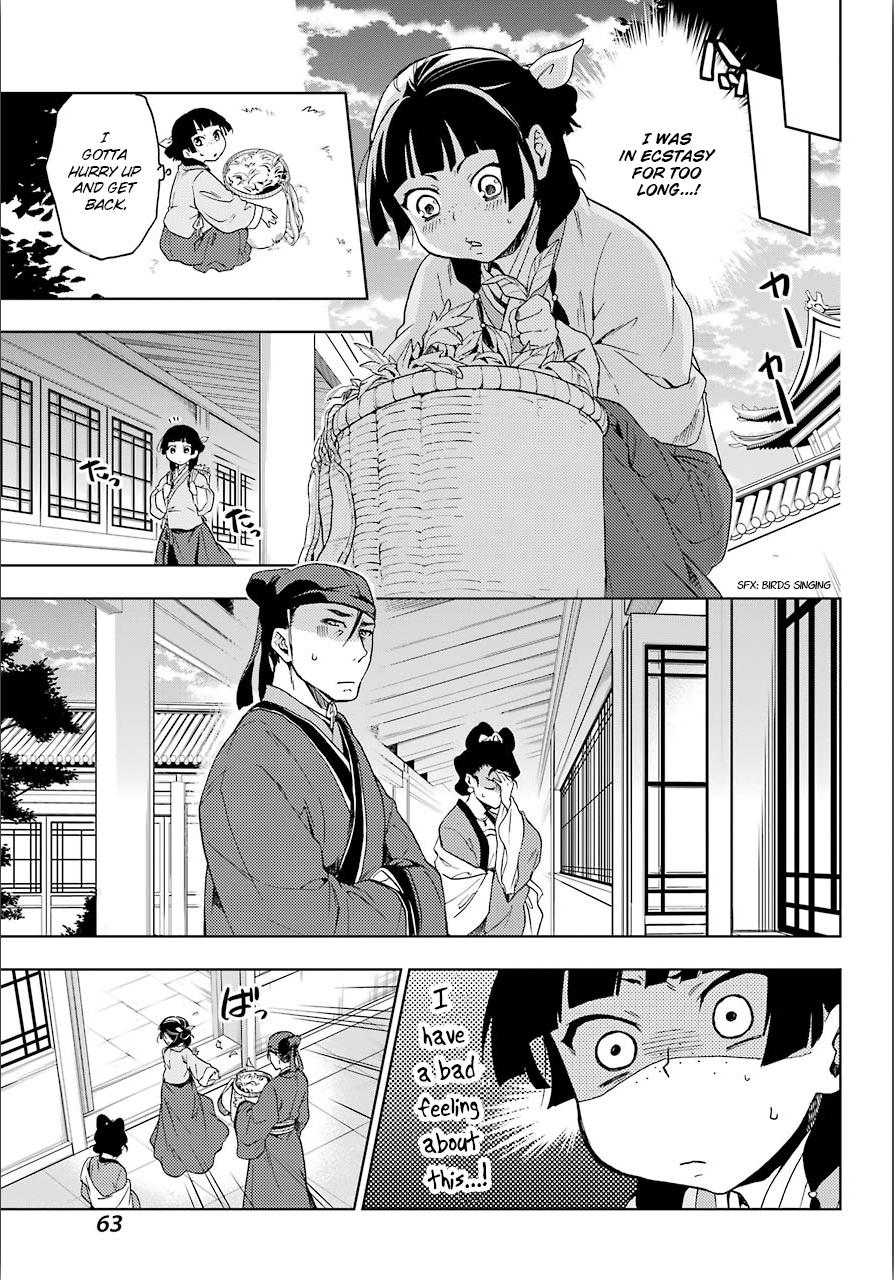 I WAS
IN ECSTASY
FOR TOO
LONG...!
カーカー
SFX: BIRDS SINGING
I
GOTTA
HURRY UP
AND GET
BACK.
たっ
たっ
I
have
a bad
feeling
about
this...!
ばっ
63